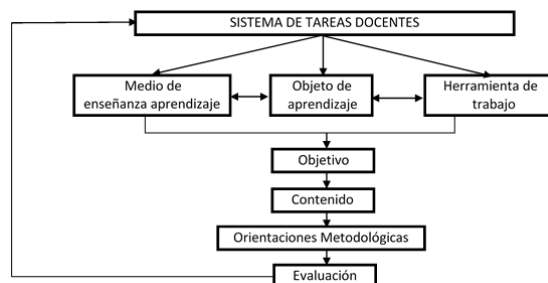 SISTEMA DE TAREAS DOCENTES
Medio de
enseñanza aprendizaje
Objeto de
aprendizaje
Herramienta de
trabajo
Objetivo
Contenido
Orientaciones Metodológicas
Evaluación